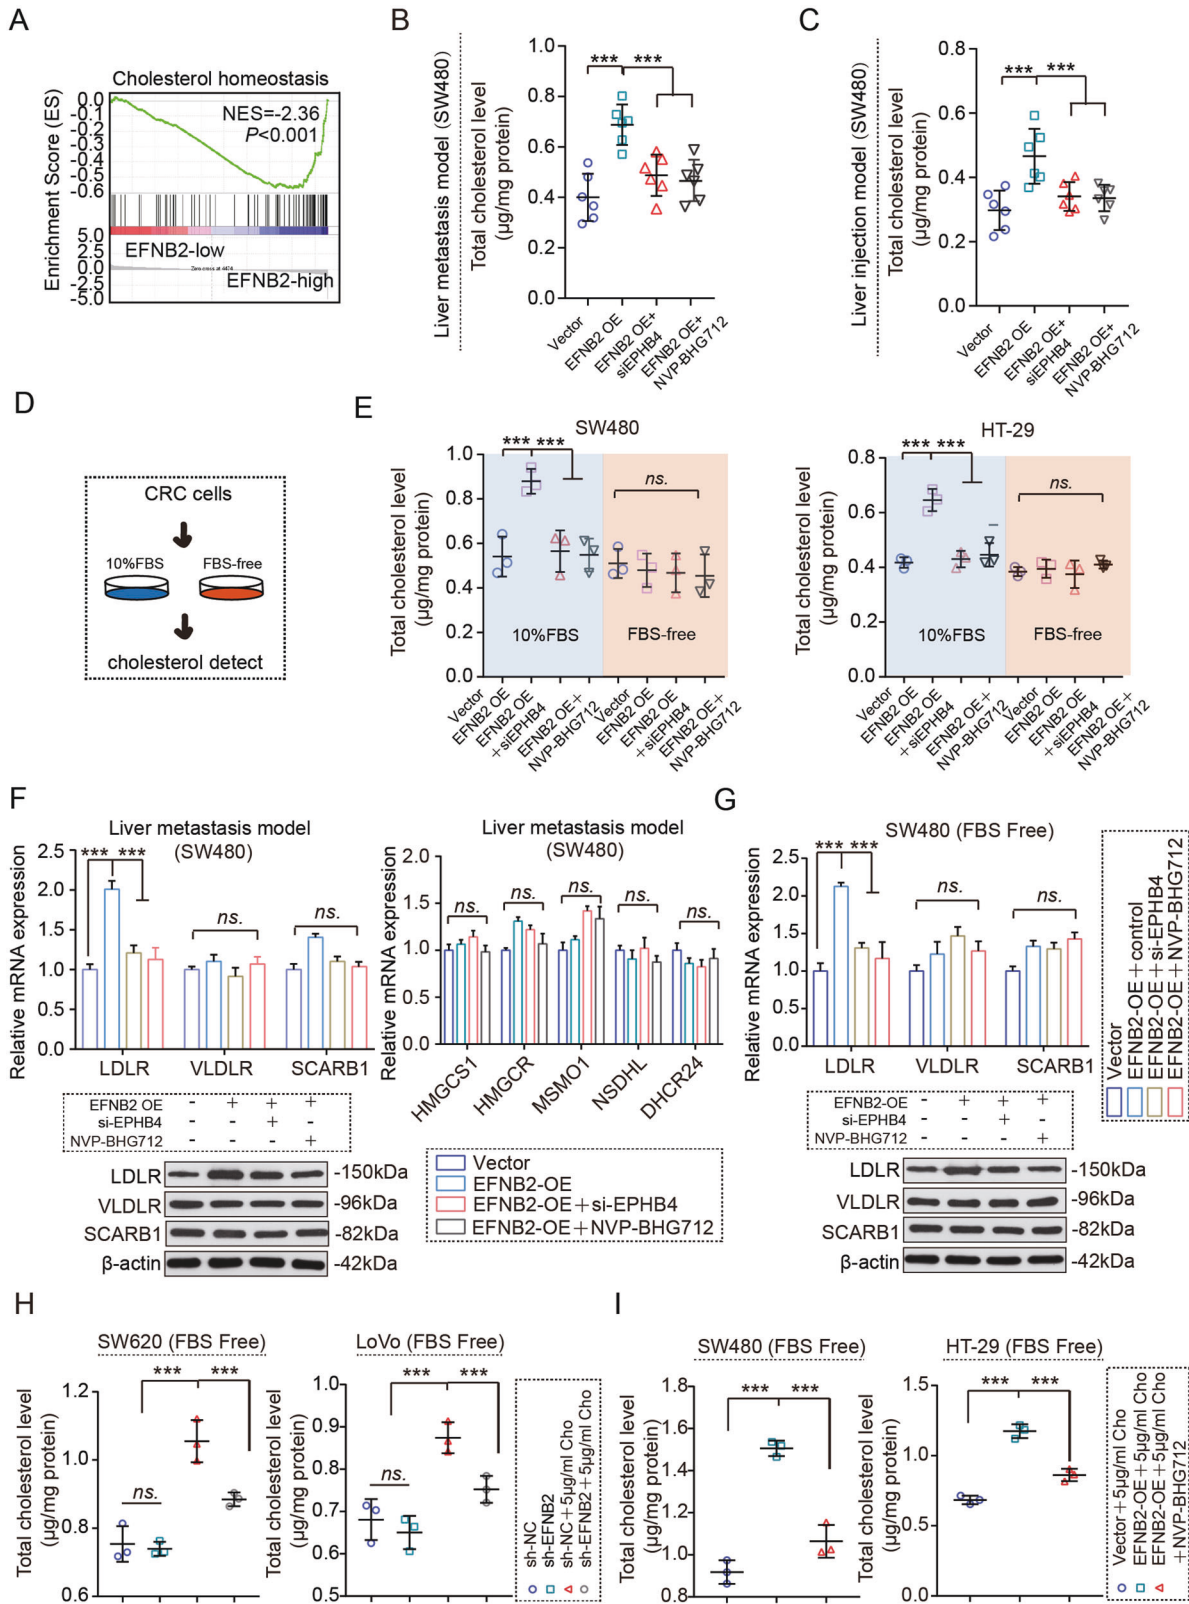 A
Cholesterol homeostasis
NES=-2.36
P<0.001
Enrichment Score (ES)
0.0
-0.1
-0.2
-0.3
-0.4
-0.5
-0.6
5.0
2.5
0.0
-2.5
-5.0
EFNB2-low
Zero cross at 4474
EFNB2-high
B
Liver metastasis model (SW480)
Total cholesterol level
(μg/mg protein)
1.0
0.8
0.6
0.4
0.2
0.0
*** ***
Vector
EFNB2 OE
EFNB2 OE+
siEPHB4
EFNB2 OE+
NVP-BHG712
C
Liver injection model (SW480)
Total cholesterol level
(μg/mg protein)
0.8
0.6
0.4
0.2
0.0
*** ***
Vector
EFNB2 OE
EFNB2 OE+
siEPHB4
EFNB2 OE+
NVP-BHG712
D
CRC cells
10%FBS
FBS-free
cholesterol detect
E
SW480
Total cholesterol level
(μg/mg protein)
1.0
0.8
0.6
0.4
0.2
0.0
*** ***
ns.
10%FBS
FBS-free
Vector
EFNB2 OE
EFNB2 OE
+siEPHB4
EFNB2 OE+
NVP-BHG712
Vector
EFNB2 OE
EFNB2 OE
+siEPHB4
EFNB2 OE+
NVP-BHG712
HT-29
Total cholesterol level
(μg/mg protein)
0.8
0.6
0.4
0.2
0.0
*** ***
ns.
10%FBS
FBS-free
Vector
EFNB2 OE
EFNB2 OE
+siEPHB4
EFNB2 OE+
NVP-BHG712
Vector
EFNB2 OE
EFNB2 OE
+siEPHB4
EFNB2 OE+
NVP-BHG712
F
Liver metastasis model
(SW480)
Relative mRNA expression
2.5
2.0
1.5
1.0
0.5
0.0
*** ***
ns.
ns.
LDLR
VLDLR
SCARB1
Liver metastasis model
(SW480)
Relative mRNA expression
2.0
1.5
1.0
0.5
0.0
ns.
ns.
ns.
ns.
ns.
HMGCS1
HMGCR
MSMO1
NSDHL
DHCR24
EFNB2-OE - + + +
si-EPHB4 - - + -
NVP-BHG712 - - - +
LDLR -150kDa
VLDLR -96kDa
SCARB1 -82kDa
β-actin -42kDa
Vector
EFNB2-OE
EFNB2-OE+si-EPHB4
EFNB2-OE+NVP-BHG712
G
SW480 (FBS Free)
Relative mRNA expression
2.5
2.0
1.5
1.0
0.5
0.0
*** ***
ns.
ns.
LDLR
VLDLR
SCARB1
Vector
EFNB2-OE+control
EFNB2-OE+si-EPHB4
EFNB2-OE+NVP-BHG712
EFNB2-OE - + + +
si-EPHB4 - - + -
NVP-BHG712 - - - +
LDLR -150kDa
VLDLR -96kDa
SCARB1 -82kDa
β-actin -42kDa
H
SW620 (FBS Free)
Total cholesterol level
(μg/mg protein)
1.2
1.0
0.8
0.6
*** ***
ns.
LoVo (FBS Free)
Total cholesterol level
(μg/mg protein)
1.0
0.9
0.8
0.7
0.6
0.5
*** ***
ns.
sh-NC
sh-EFNB2
sh-NC+5μg/ml Cho
sh-EFNB2+5μg/ml Cho
I
SW480 (FBS Free)
Total cholesterol level
(μg/mg protein)
1.8
1.6
1.4
1.2
1.0
0.8
*** ***
HT-29 (FBS Free)
Total cholesterol level
(μg/mg protein)
1.5
1.0
0.5
0.0
*** ***
Vector+5μg/ml Cho
EFNB2-OE+5μg/ml Cho
EFNB2-OE+5μg/ml Cho
+NVP-BHG712